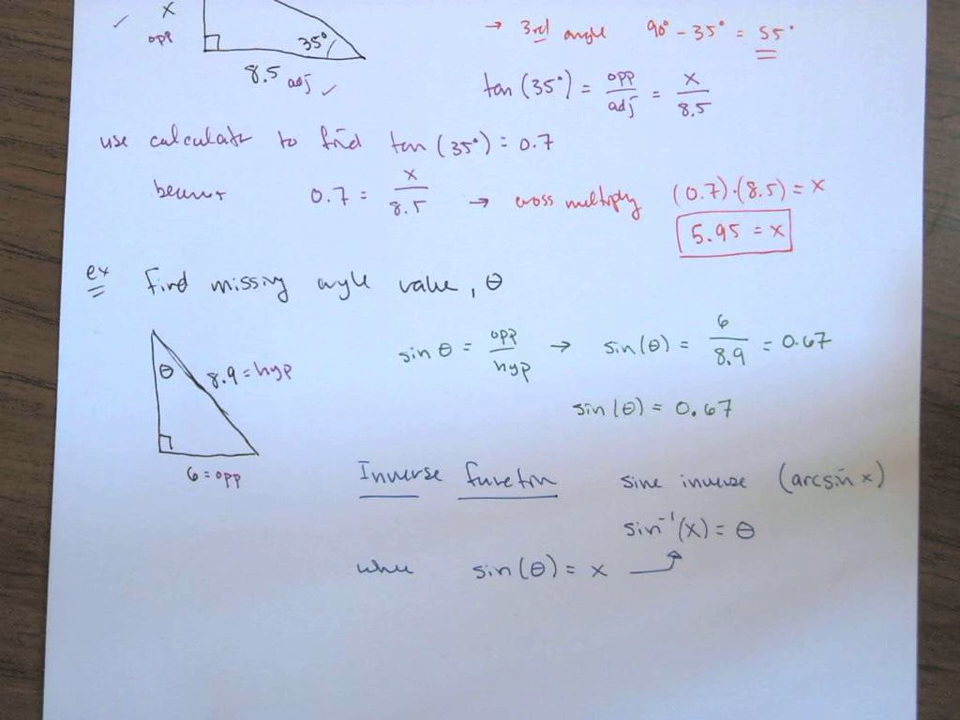 ✓ x
opp
35°
8.5 adj ✓
→ 3rd angle 90° - 35° = 55°
tan (35°) = opp/adj = x/8.5
use calculator to find tan (35°) = 0.7
0.7 = x/8.5 → cross multiply (0.7)·(8.5) = x
5.95 = x
ex Find missing angle value, θ
θ 8.9 = hyp
6 = opp
sin θ = opp/hyp → sin(θ) = 6/8.9 = 0.67
sin(θ) = 0.67
Inverse function sine inverse (arcsin x)
sin⁻¹(x) = θ
where sin(θ) = x